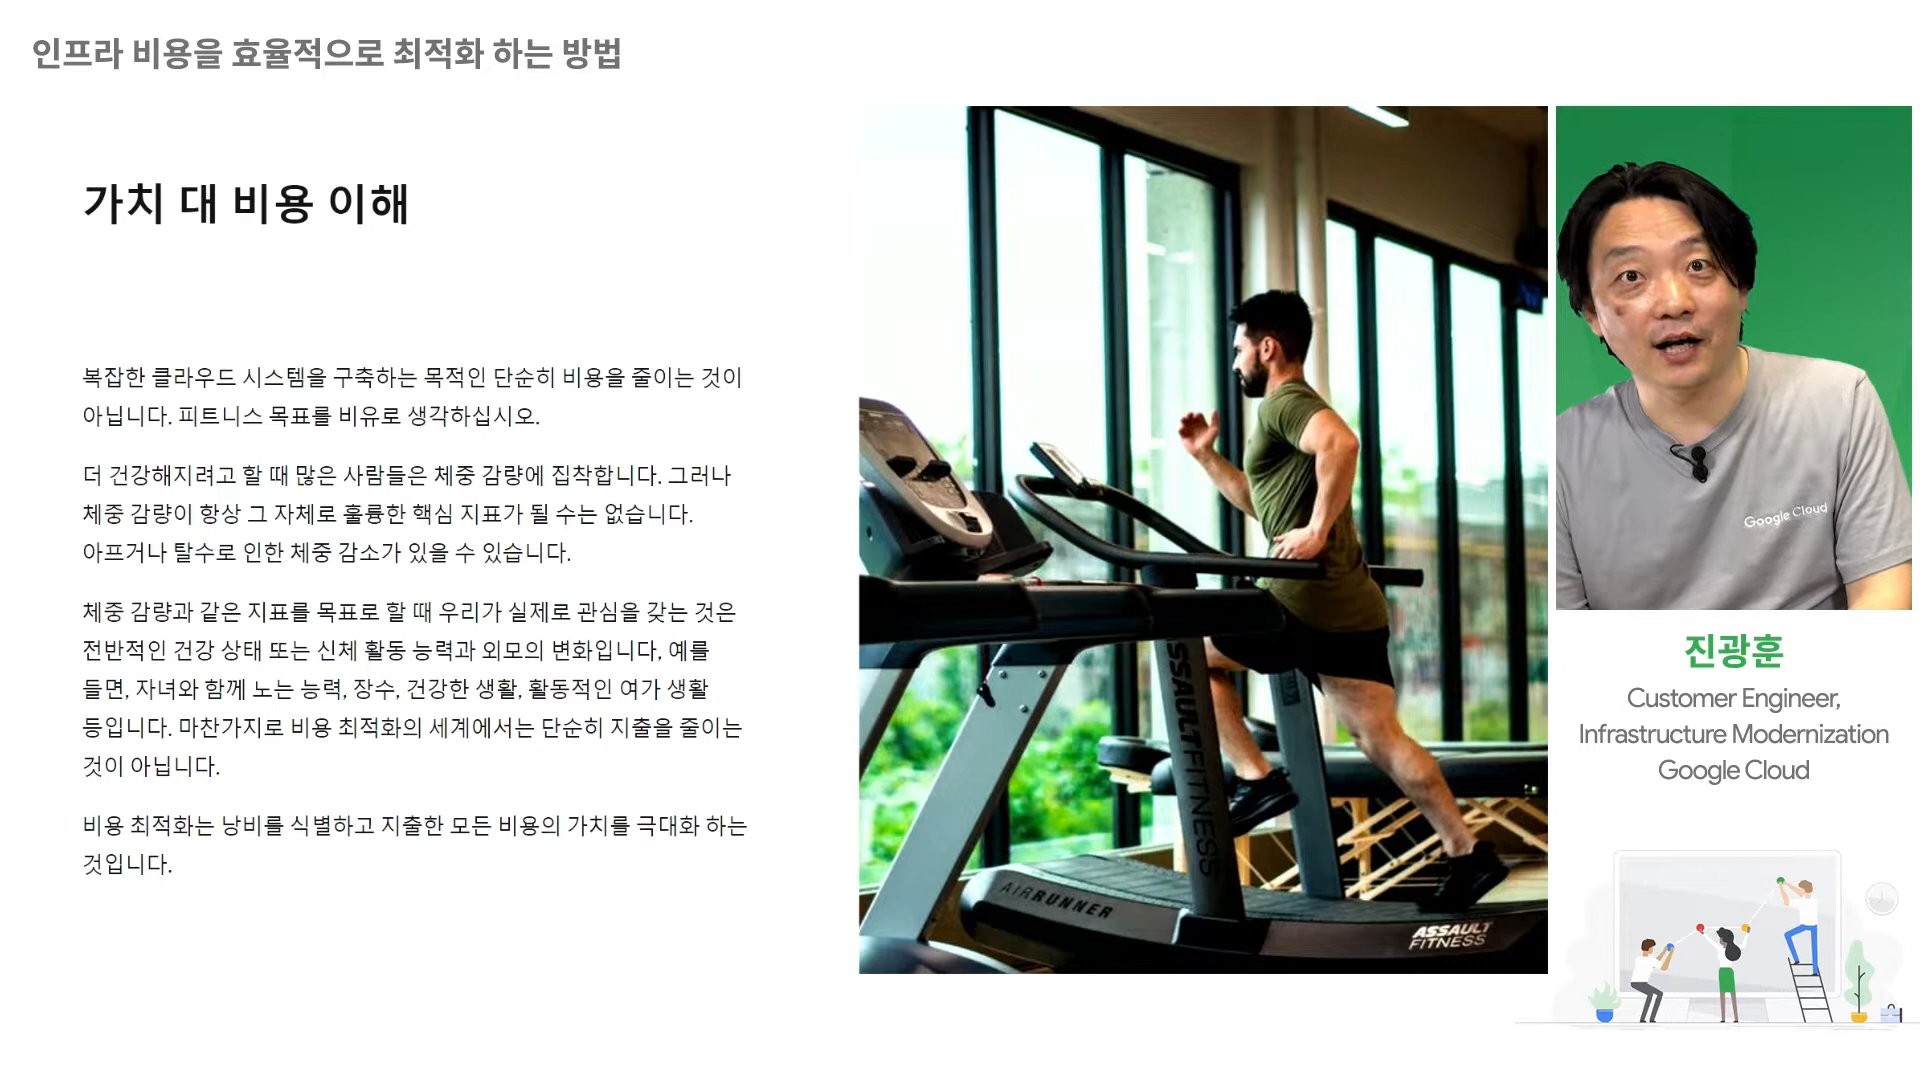 인프라 비용을 효율적으로 최적화 하는 방법
가치 대 비용 이해
복잡한 클라우드 시스템을 구축하는 목적인 단순히 비용을 줄이는 것이
아닙니다. 피트니스 목표를 비유로 생각하십시오.
더 건강해지려고 할 때 많은 사람들은 체중 감량에 집착합니다. 그러나
체중 감량이 항상 그 자체로 훌륭한 핵심 지표가 될 수는 없습니다.
아프거나 탈수로 인한 체중 감소가 있을 수 있습니다.
체중 감량과 같은 지표를 목표로 할 때 우리가 실제로 관심을 갖는 것은
전반적인 건강 상태 또는 신체 활동 능력과 외모의 변화입니다, 예를
들면, 자녀와 함께 노는 능력, 장수, 건강한 생활, 활동적인 여가 생활
등입니다. 마찬가지로 비용 최적화의 세계에서는 단순히 지출을 줄이는
것이 아닙니다.
비용 최적화는 낭비를 식별하고 지출한 모든 비용의 가치를 극대화 하는
것입니다.
ASSAULT FITNESS
AIRRUNNER
ASSAULT
FITNESS
Google Cloud
진광훈
Customer Engineer,
Infrastructure Modernization
Google Cloud